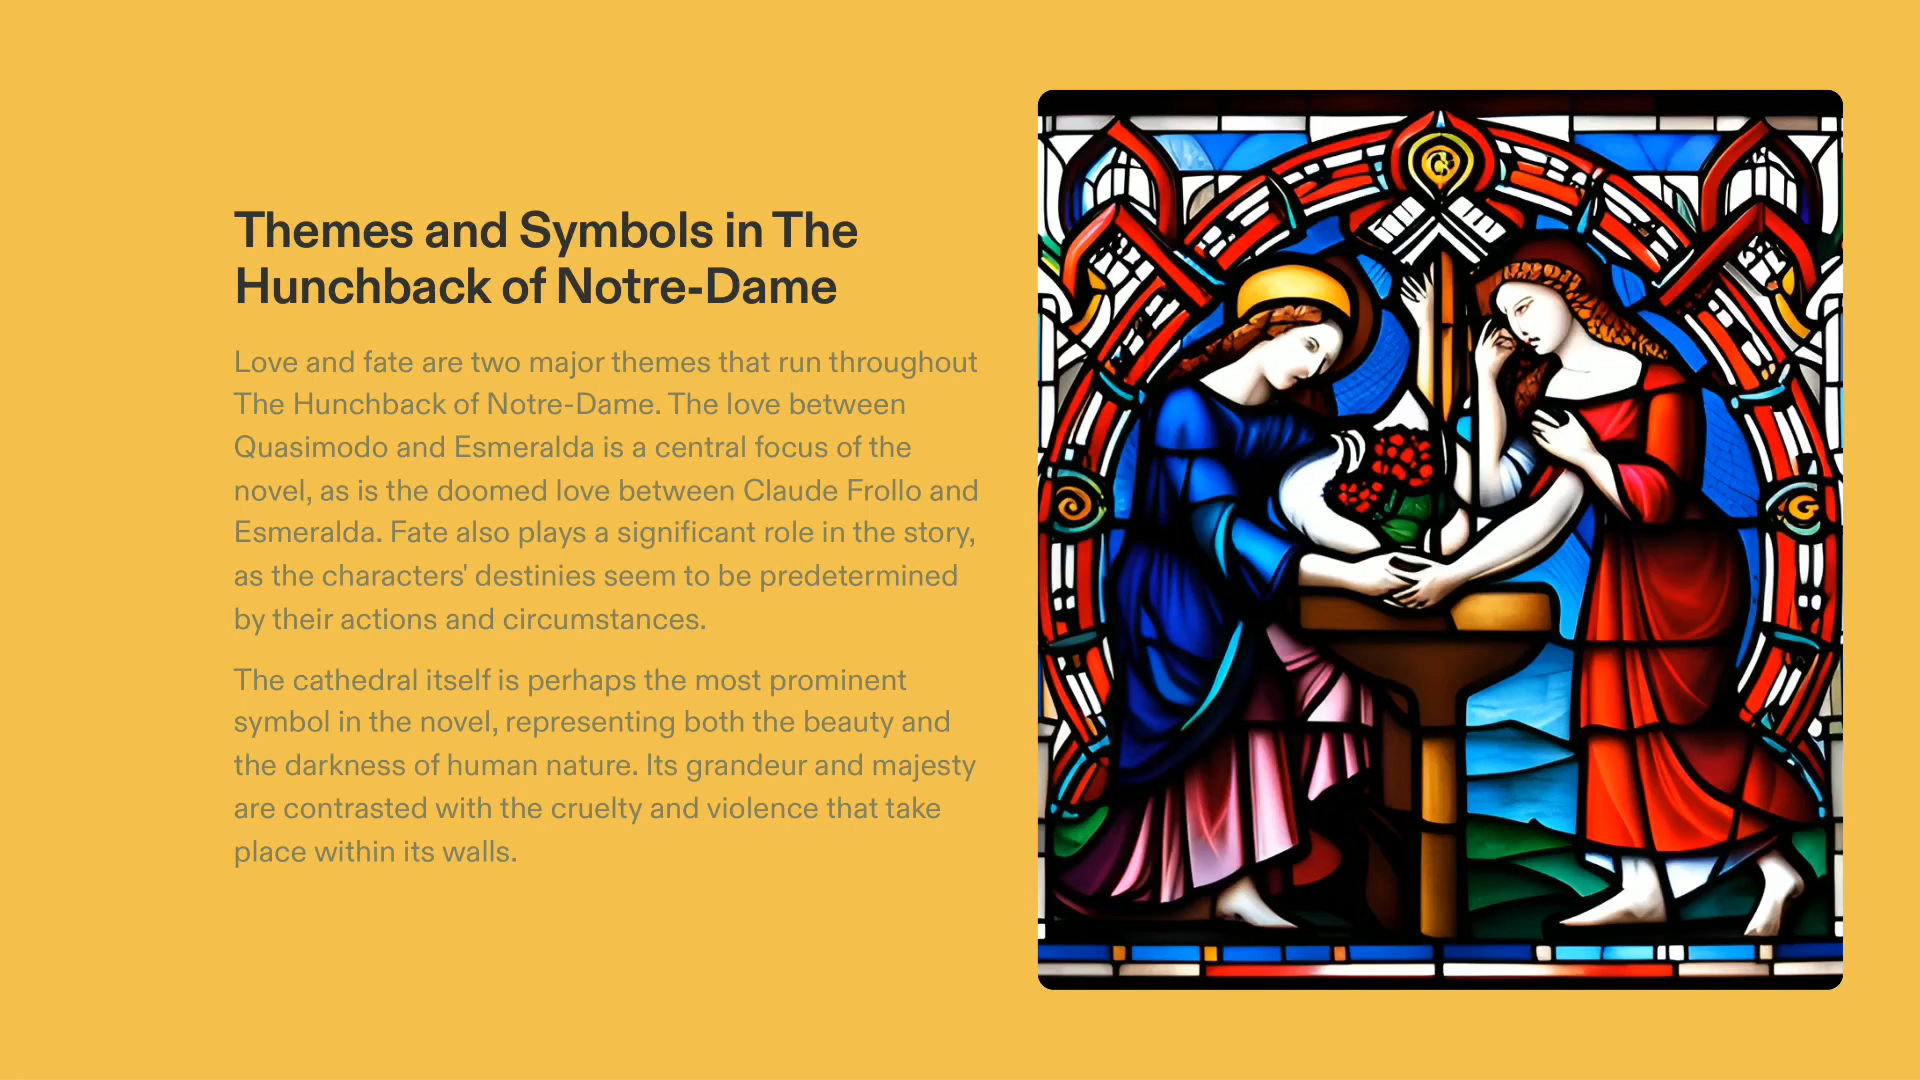 Themes and Symbols in The
Hunchback of Notre-Dame
Love and fate are two major themes that run throughout
The Hunchback of Notre-Dame. The love between
Quasimodo and Esmeralda is a central focus of the
novel, as is the doomed love between Claude Frollo and
Esmeralda. Fate also plays a significant role in the story,
as the characters' destinies seem to be predetermined
by their actions and circumstances.
The cathedral itself is perhaps the most prominent
symbol in the novel, representing both the beauty and
the darkness of human nature. Its grandeur and majesty
are contrasted with the cruelty and violence that take
place within its walls.